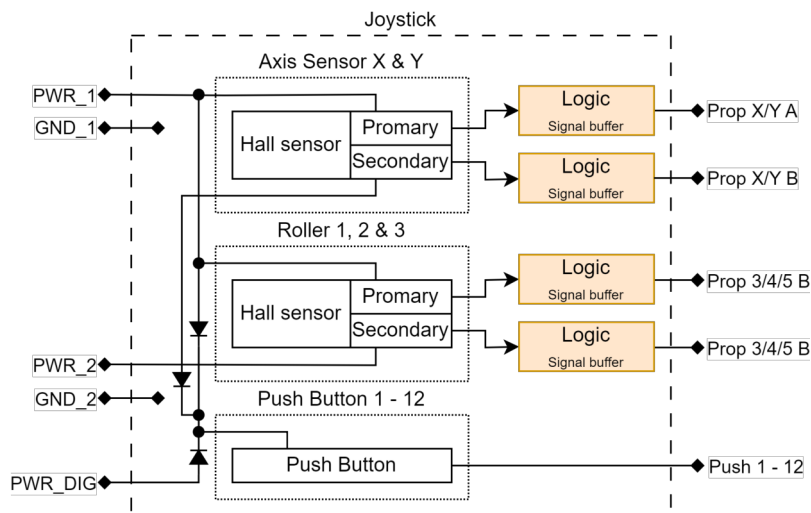 Joystick
Axis Sensor X & Y
PWR_1
GND_1
Hall sensor
Promary
Secondary
Logic
Signal buffer
Prop X/Y A
Logic
Signal buffer
Prop X/Y B
Roller 1, 2 & 3
Hall sensor
Promary
Secondary
Logic
Signal buffer
Prop 3/4/5 B
Logic
Signal buffer
Prop 3/4/5 B
PWR_2
GND_2
Push Button 1 - 12
Push Button
Push 1 - 12
PWR_DIG